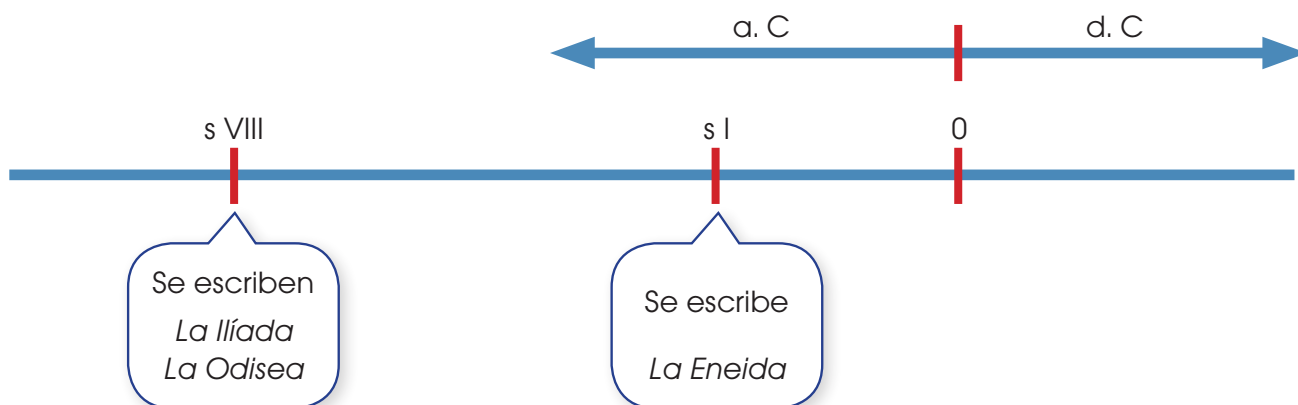 a. C
d. C
s VIII
s I
0
Se escriben
La Ilíada
La Odisea
Se escribe
La Eneida